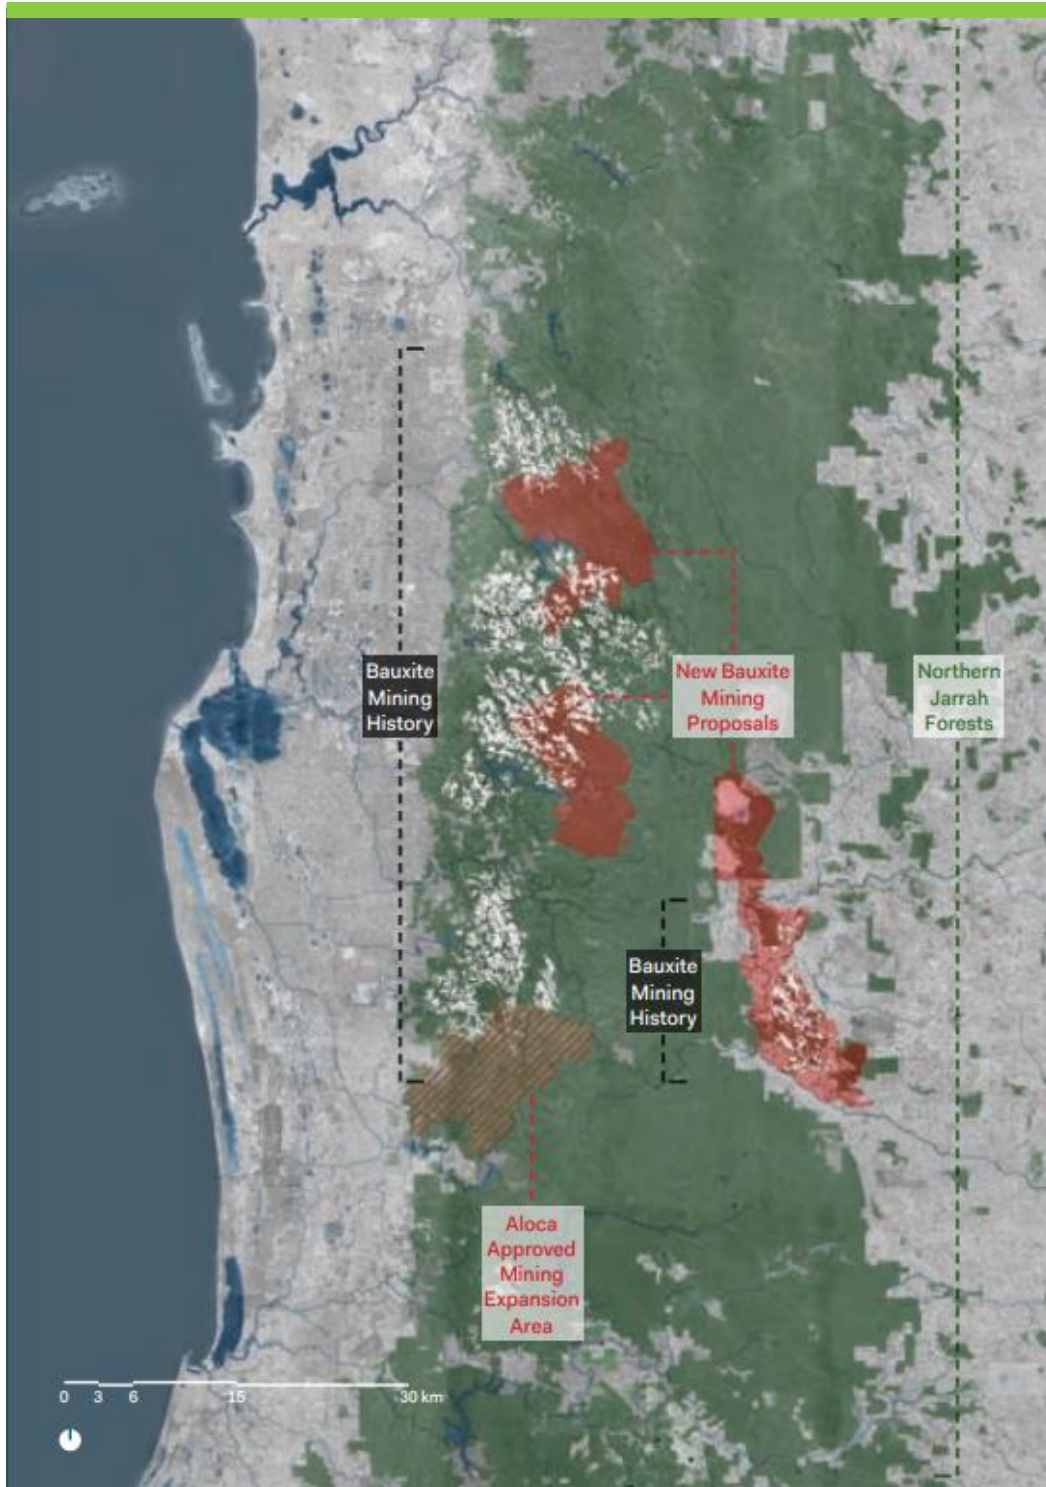 Bauxite
Mining
History
New Bauxite
Mining
Proposals
Northern
Jarrah
Forests
Bauxite
Mining
History
Aloca
Approved
Mining
Expansion
Area
0 3 6 15 30 km